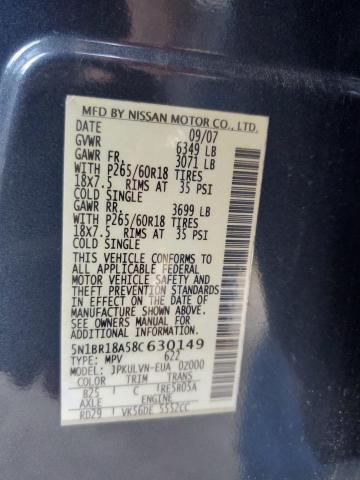 MFD BY NISSAN MOTOR CO., LTD.
DATE 09/07
GVWR 6349 LB
GAWR FR. 3071 LB
WITH P265/60R18 TIRES
18X7.5 RIMS AT 35 PSI
COLD SINGLE
GAWR RR. 3699 LB
WITH P265/60R18 TIRES
18X7.5 RIMS AT 35 PSI
COLD SINGLE
THIS VEHICLE CONFORMS TO
ALL APPLICABLE FEDERAL
MOTOR VEHICLE SAFETY AND
THEFT PREVENTION STANDARDS
IN EFFECT ON THE DATE OF
MANUFACTURE SHOWN ABOVE.
SEE OWNERS MANUAL FOR
ADDITIONAL INFORMATION.
5N1BR18A58C630149
TYPE: MPV 622
MODEL: JPKULVN-EUA 02000
COLOR TRIM TRANS
B25 C RE5R05A
AXLE ENGINE
RD29 VK56DE 5552CC